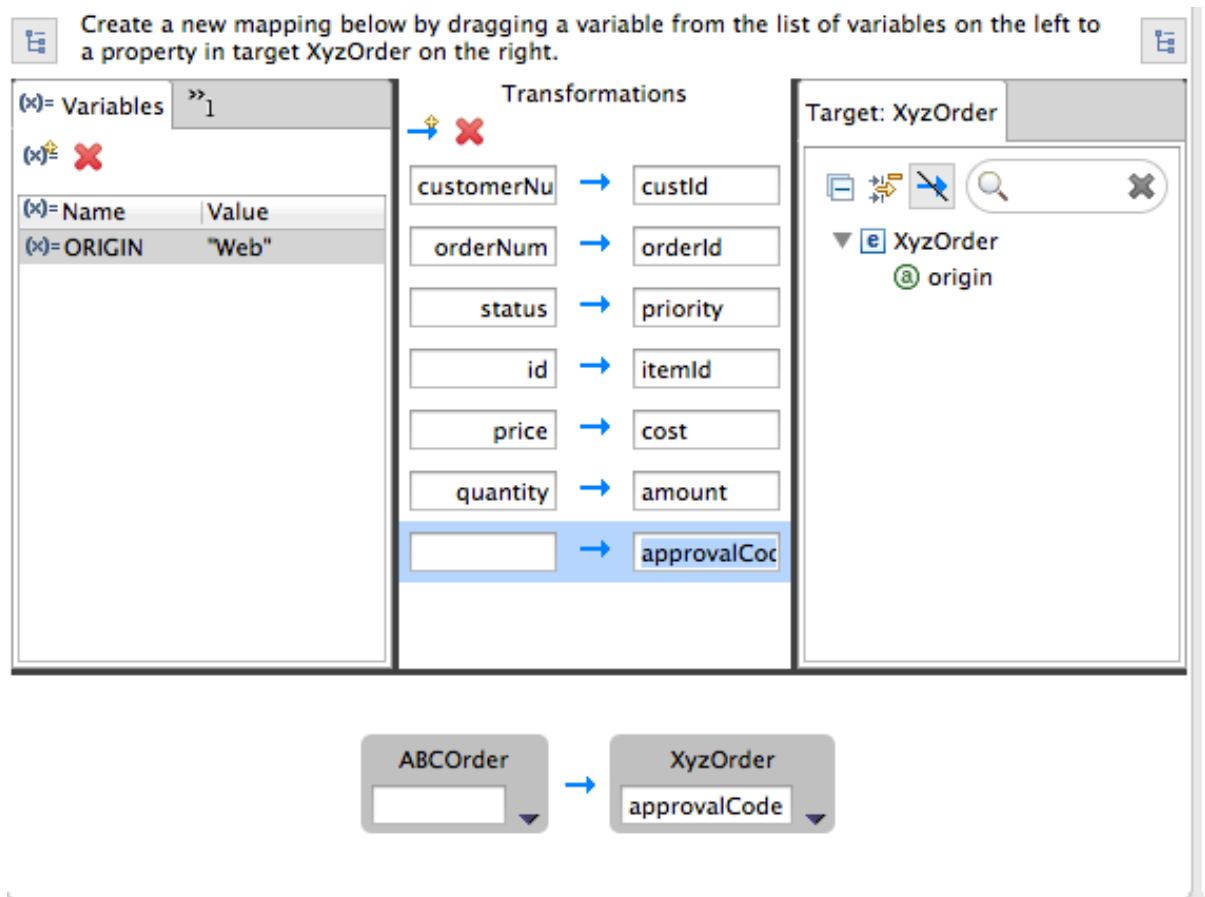 Create a new mapping below by dragging a variable from the list of variables on the left to
a property in target XyzOrder on the right.
(x)= Variables »1
Transformations
Target: XyzOrder
(x)=
(x)= Name Value
(x)= ORIGIN "Web"
customerNu custId
orderNum orderId
status priority
id itemId
price cost
quantity amount
approvalCod
e XyzOrder
a origin
ABCOrder XyzOrder
approvalCode